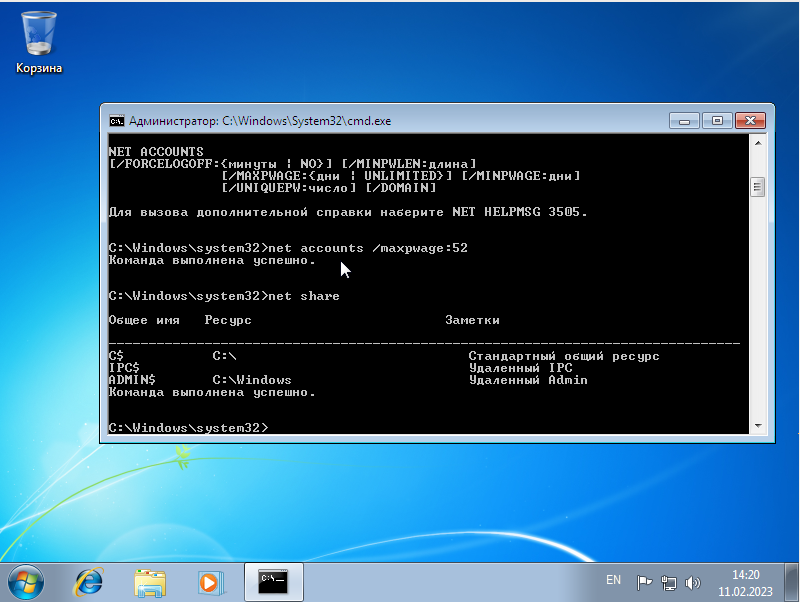 Корзина
Администратор: C:\Windows\System32\cmd.exe
NET ACCOUNTS
[/FORCELOGOFF:{минуты ¦ NO}] [/MINPWLEN:длина]
[/MAXPWAGE:{дни ¦ UNLIMITED}] [/MINPWAGE:дни]
[/UNIQUEPW:число] [/DOMAIN]
Для вызова дополнительной справки наберите NET HELPMSG 3505.
C:\Windows\system32>net accounts /maxpwage:52
Команда выполнена успешно.
C:\Windows\system32>net share
Общее имя Ресурс Заметки
-------------------------------------------------------------------------------
C$ C:\ Стандартный общий ресурс
IPC$ Удаленный IPC
ADMIN$ C:\Windows Удаленный Admin
Команда выполнена успешно.
C:\Windows\system32>
C:\_
EN
14:20
11.02.2023